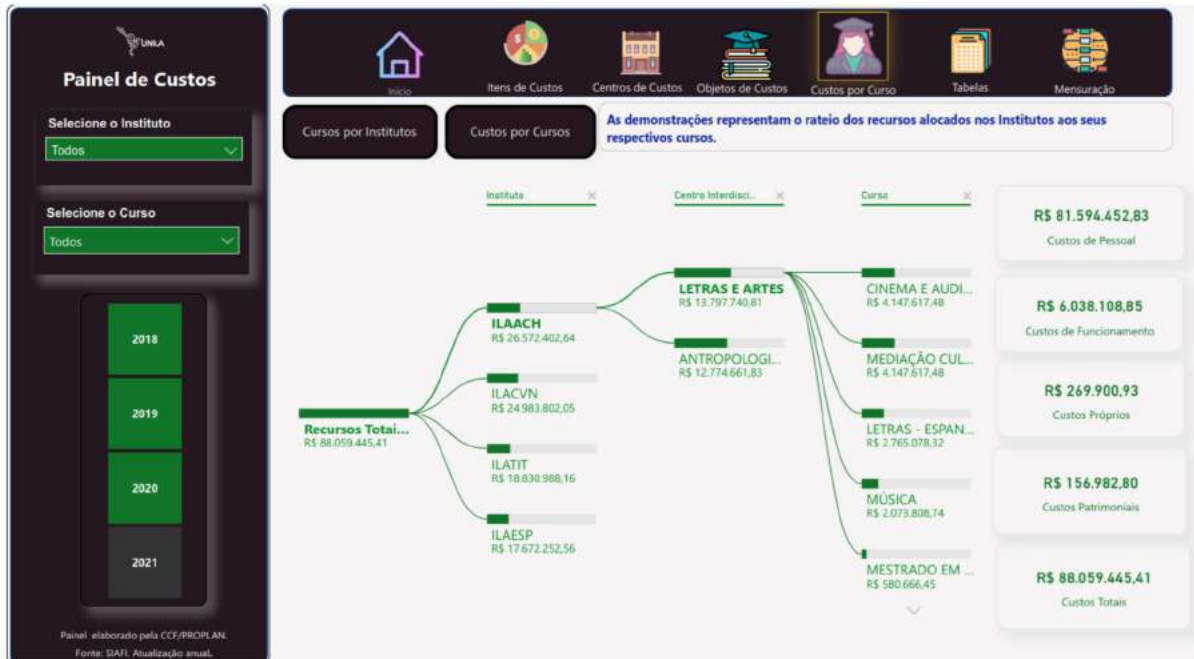 UNILA
Painel de Custos
Selecione o Instituto
Todos
Selecione o Curso
Todos
2018
2019
2020
2021
Painel elaborado pela CCF/PROPLAN.
Fonte: SIAFI. Atualização anual.
Início
Itens de Custos
Centros de Custos
Objetos de Custos
Custos por Curso
Tabelas
Mensuração
Cursos por Institutos
Custos por Cursos
As demonstrações representam o rateio dos recursos alocados nos Institutos aos seus
respectivos cursos.
Instituto
Centro Interdisci...
Curso
Recursos Totai...
R$ 88.059.445,41
ILAACH
R$ 26.572.402,64
ILACVN
R$ 24.983.802,05
ILATIT
R$ 18.830.988,16
ILAESP
R$ 17.672.252,56
LETRAS E ARTES
R$ 13.797.740,81
ANTROPOLOGI...
R$ 12.774.661,83
CINEMA E AUDI...
R$ 4.147.617,48
MEDIAÇÃO CUL...
R$ 4.147.617,48
LETRAS - ESPAN...
R$ 2.765.078,32
MÚSICA
R$ 2.073.808,74
MESTRADO EM ...
R$ 580.666,45
R$ 81.594.452,83
Custos de Pessoal
R$ 6.038.108,85
Custos de Funcionamento
R$ 269.900,93
Custos Próprios
R$ 156.982,80
Custos Patrimoniais
R$ 88.059.445,41
Custos Totais